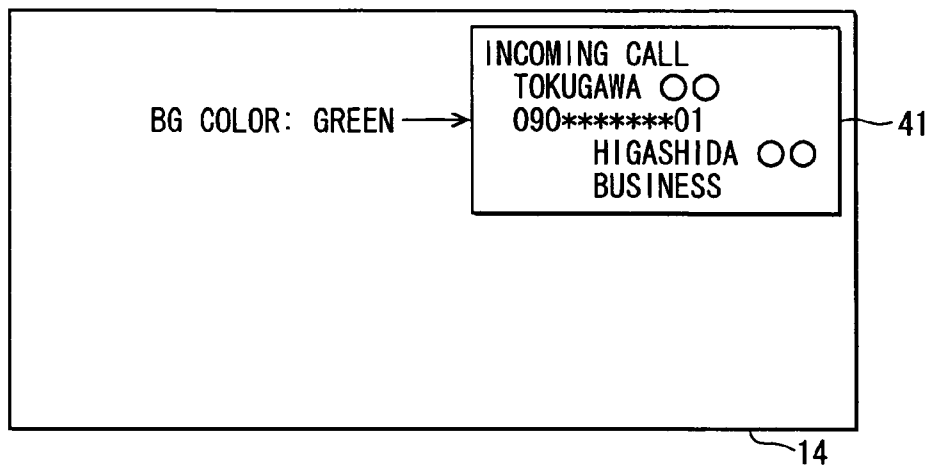 INCOMING CALL
TOKUGAWA ○○
BG COLOR: GREEN
090*******01
41
HIGASHIDA ○○
BUSINESS
14